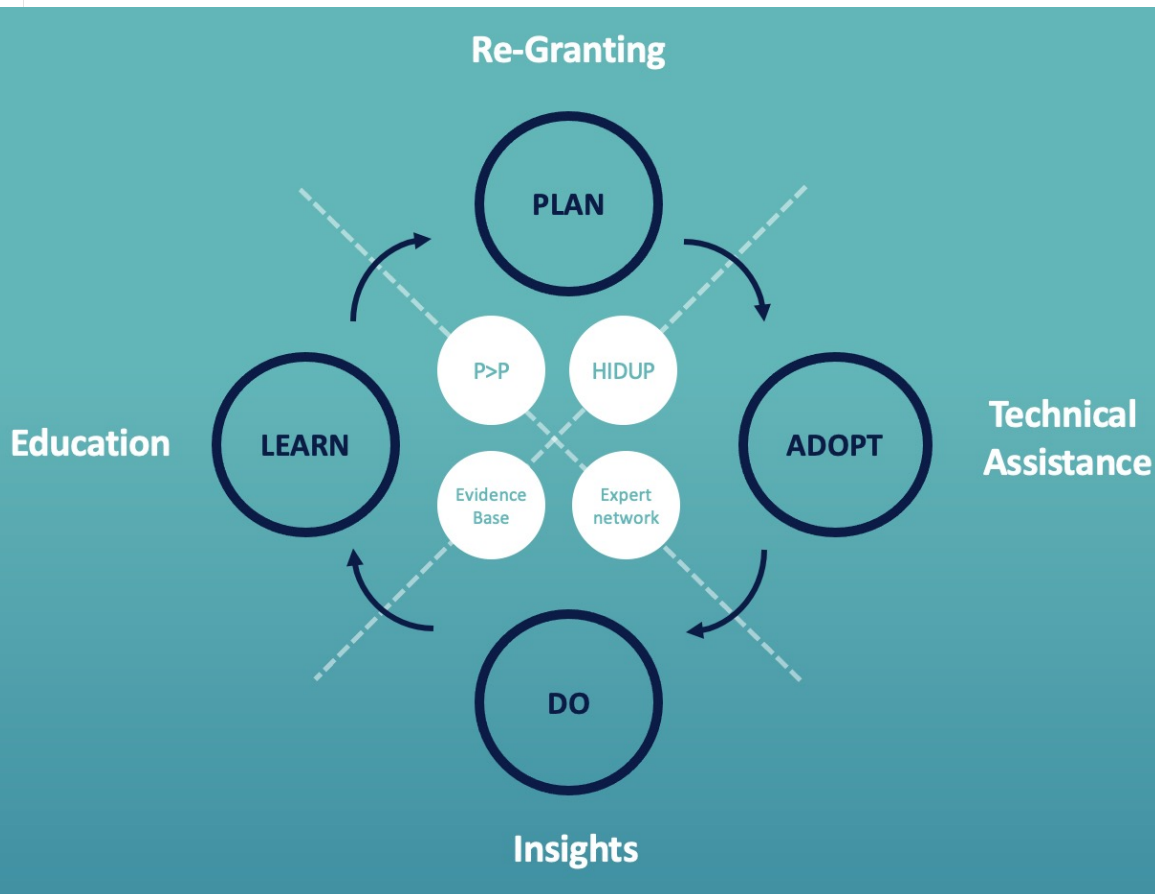 Re-Granting
PLAN
P>P
HIDUP
Education
LEARN
ADOPT
Technical
Assistance
Evidence
Base
Expert
network
DO
Insights